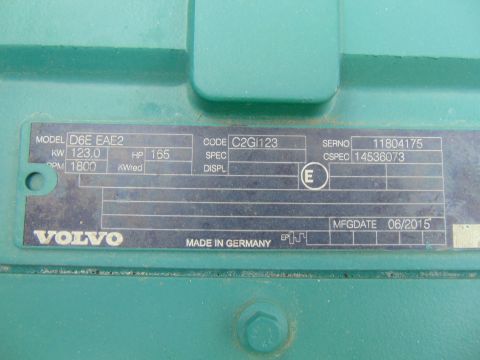 MODEL D6E EAE2 CODE C2GI123 SERNO 11804175
KW 123.0 HP 165 SPEC CSPEC 14536073
RPM 1800 KWred DISPL E
MFGDATE 06/2015
VOLVO MADE IN GERMANY EP